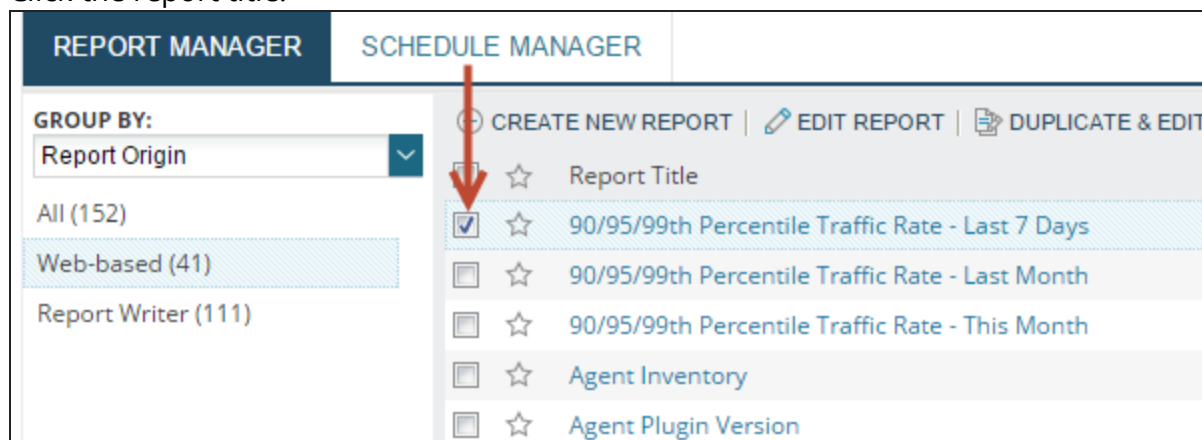 Click the report title.
REPORT MANAGER SCHEDULE MANAGER
GROUP BY:
Report Origin
All (152)
Web-based (41)
Report Writer (111)
CREATE NEW REPORT | EDIT REPORT | DUPLICATE & EDIT
Report Title
90/95/99th Percentile Traffic Rate - Last 7 Days
90/95/99th Percentile Traffic Rate - Last Month
90/95/99th Percentile Traffic Rate - This Month
Agent Inventory
Agent Plugin Version